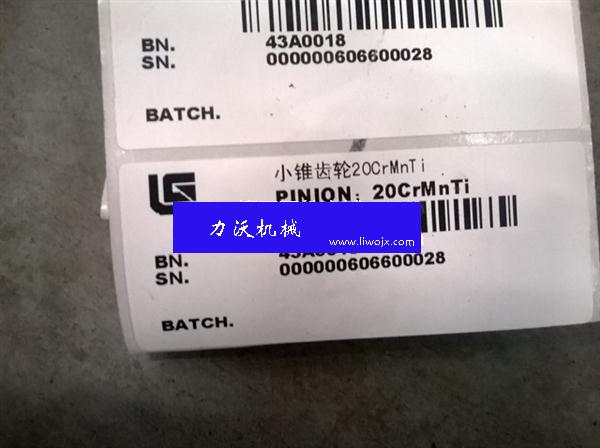 BN. 43A0018
SN. 000000606600028
BATCH.
小锥齿轮20CrMnTi
PINION: 20CrMnTi
力沃机械
www.liwojx.com
BN. 43A0018
SN. 000000606600028
BATCH.